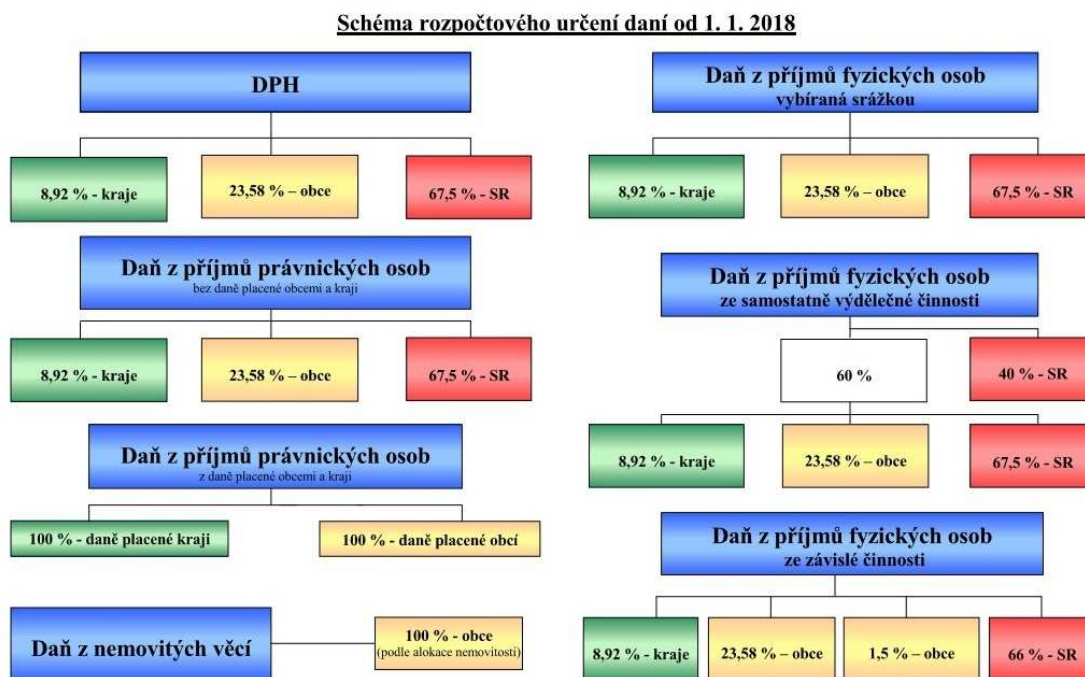 Schéma rozpočtového určení daní od 1. 1. 2018
DPH
8,92 % - kraje
23,58 % – obce
67,5 % - SR
Daň z příjmů právnických osob
bez daně placené obcemi a kraji
8,92 % - kraje
23,58 % – obce
67,5 % - SR
Daň z příjmů právnických osob
z daně placené obcemi a kraji
100 % - daně placené kraji
100 % - daně placené obcí
Daň z nemovitých věcí
100 % - obce
(podle alokace nemovitosti)
Daň z příjmů fyzických osob
vybíraná srážkou
8,92 % - kraje
23,58 % – obce
67,5 % - SR
Daň z příjmů fyzických osob
ze samostatně výdělečné činnosti
60 %
40 % - SR
8,92 % - kraje
23,58 % – obce
67,5 % - SR
Daň z příjmů fyzických osob
ze závislé činnosti
8,92 % - kraje
23,58 % – obce
1,5 % – obce
66 % - SR